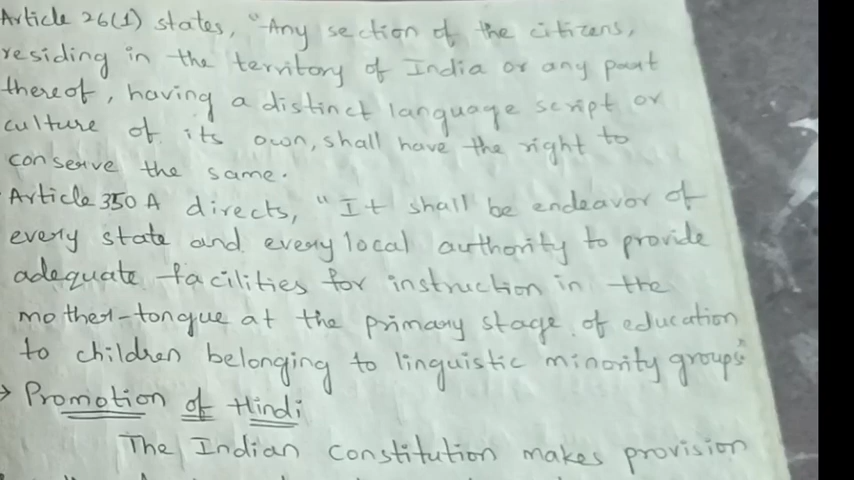 Article 26(1) states, "Any section of the citizens,
residing in the territory of India or any part
thereof, having a distinct language script or
culture of its own, shall have the right to
conserve the same.
Article 350 A directs, "It shall be endeavor of
every state and every local authority to provide
adequate facilities for instruction in the
mother-tongue at the primary stage of education
to children belonging to linguistic minority groups"
→ Promotion of Hindi
The Indian constitution makes provision